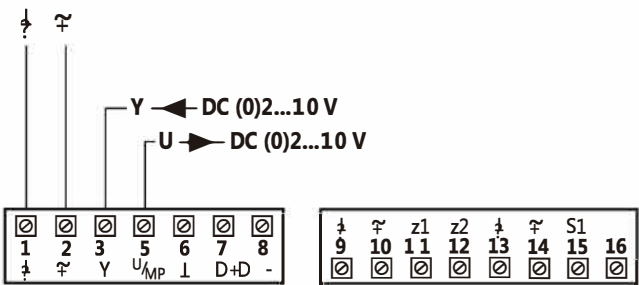 Y DC (0)2...10 V
U DC (0)2...10 V
1 2 3 5 6 7 8
Y U/MP ⊥ D+D -
z1 z2 S1
9 10 11 12 13 14 15 16